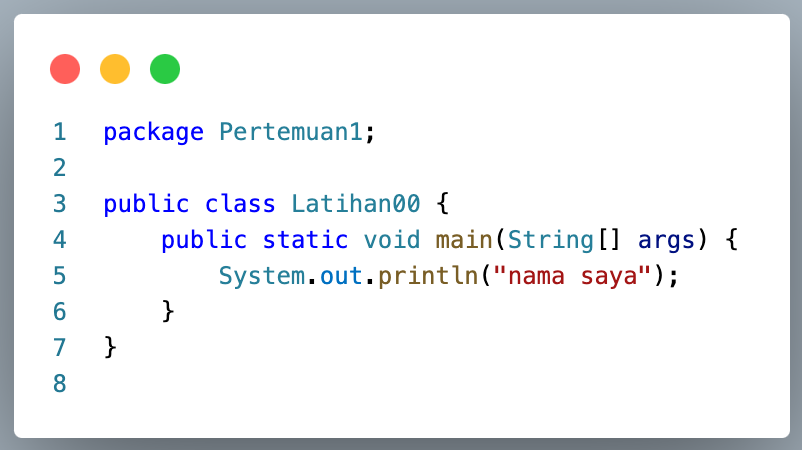 1 package Pertemuan1;
2
3 public class Latihan00 {
4     public static void main(String[] args) {
5         System.out.println("nama saya");
6     }
7 }
8